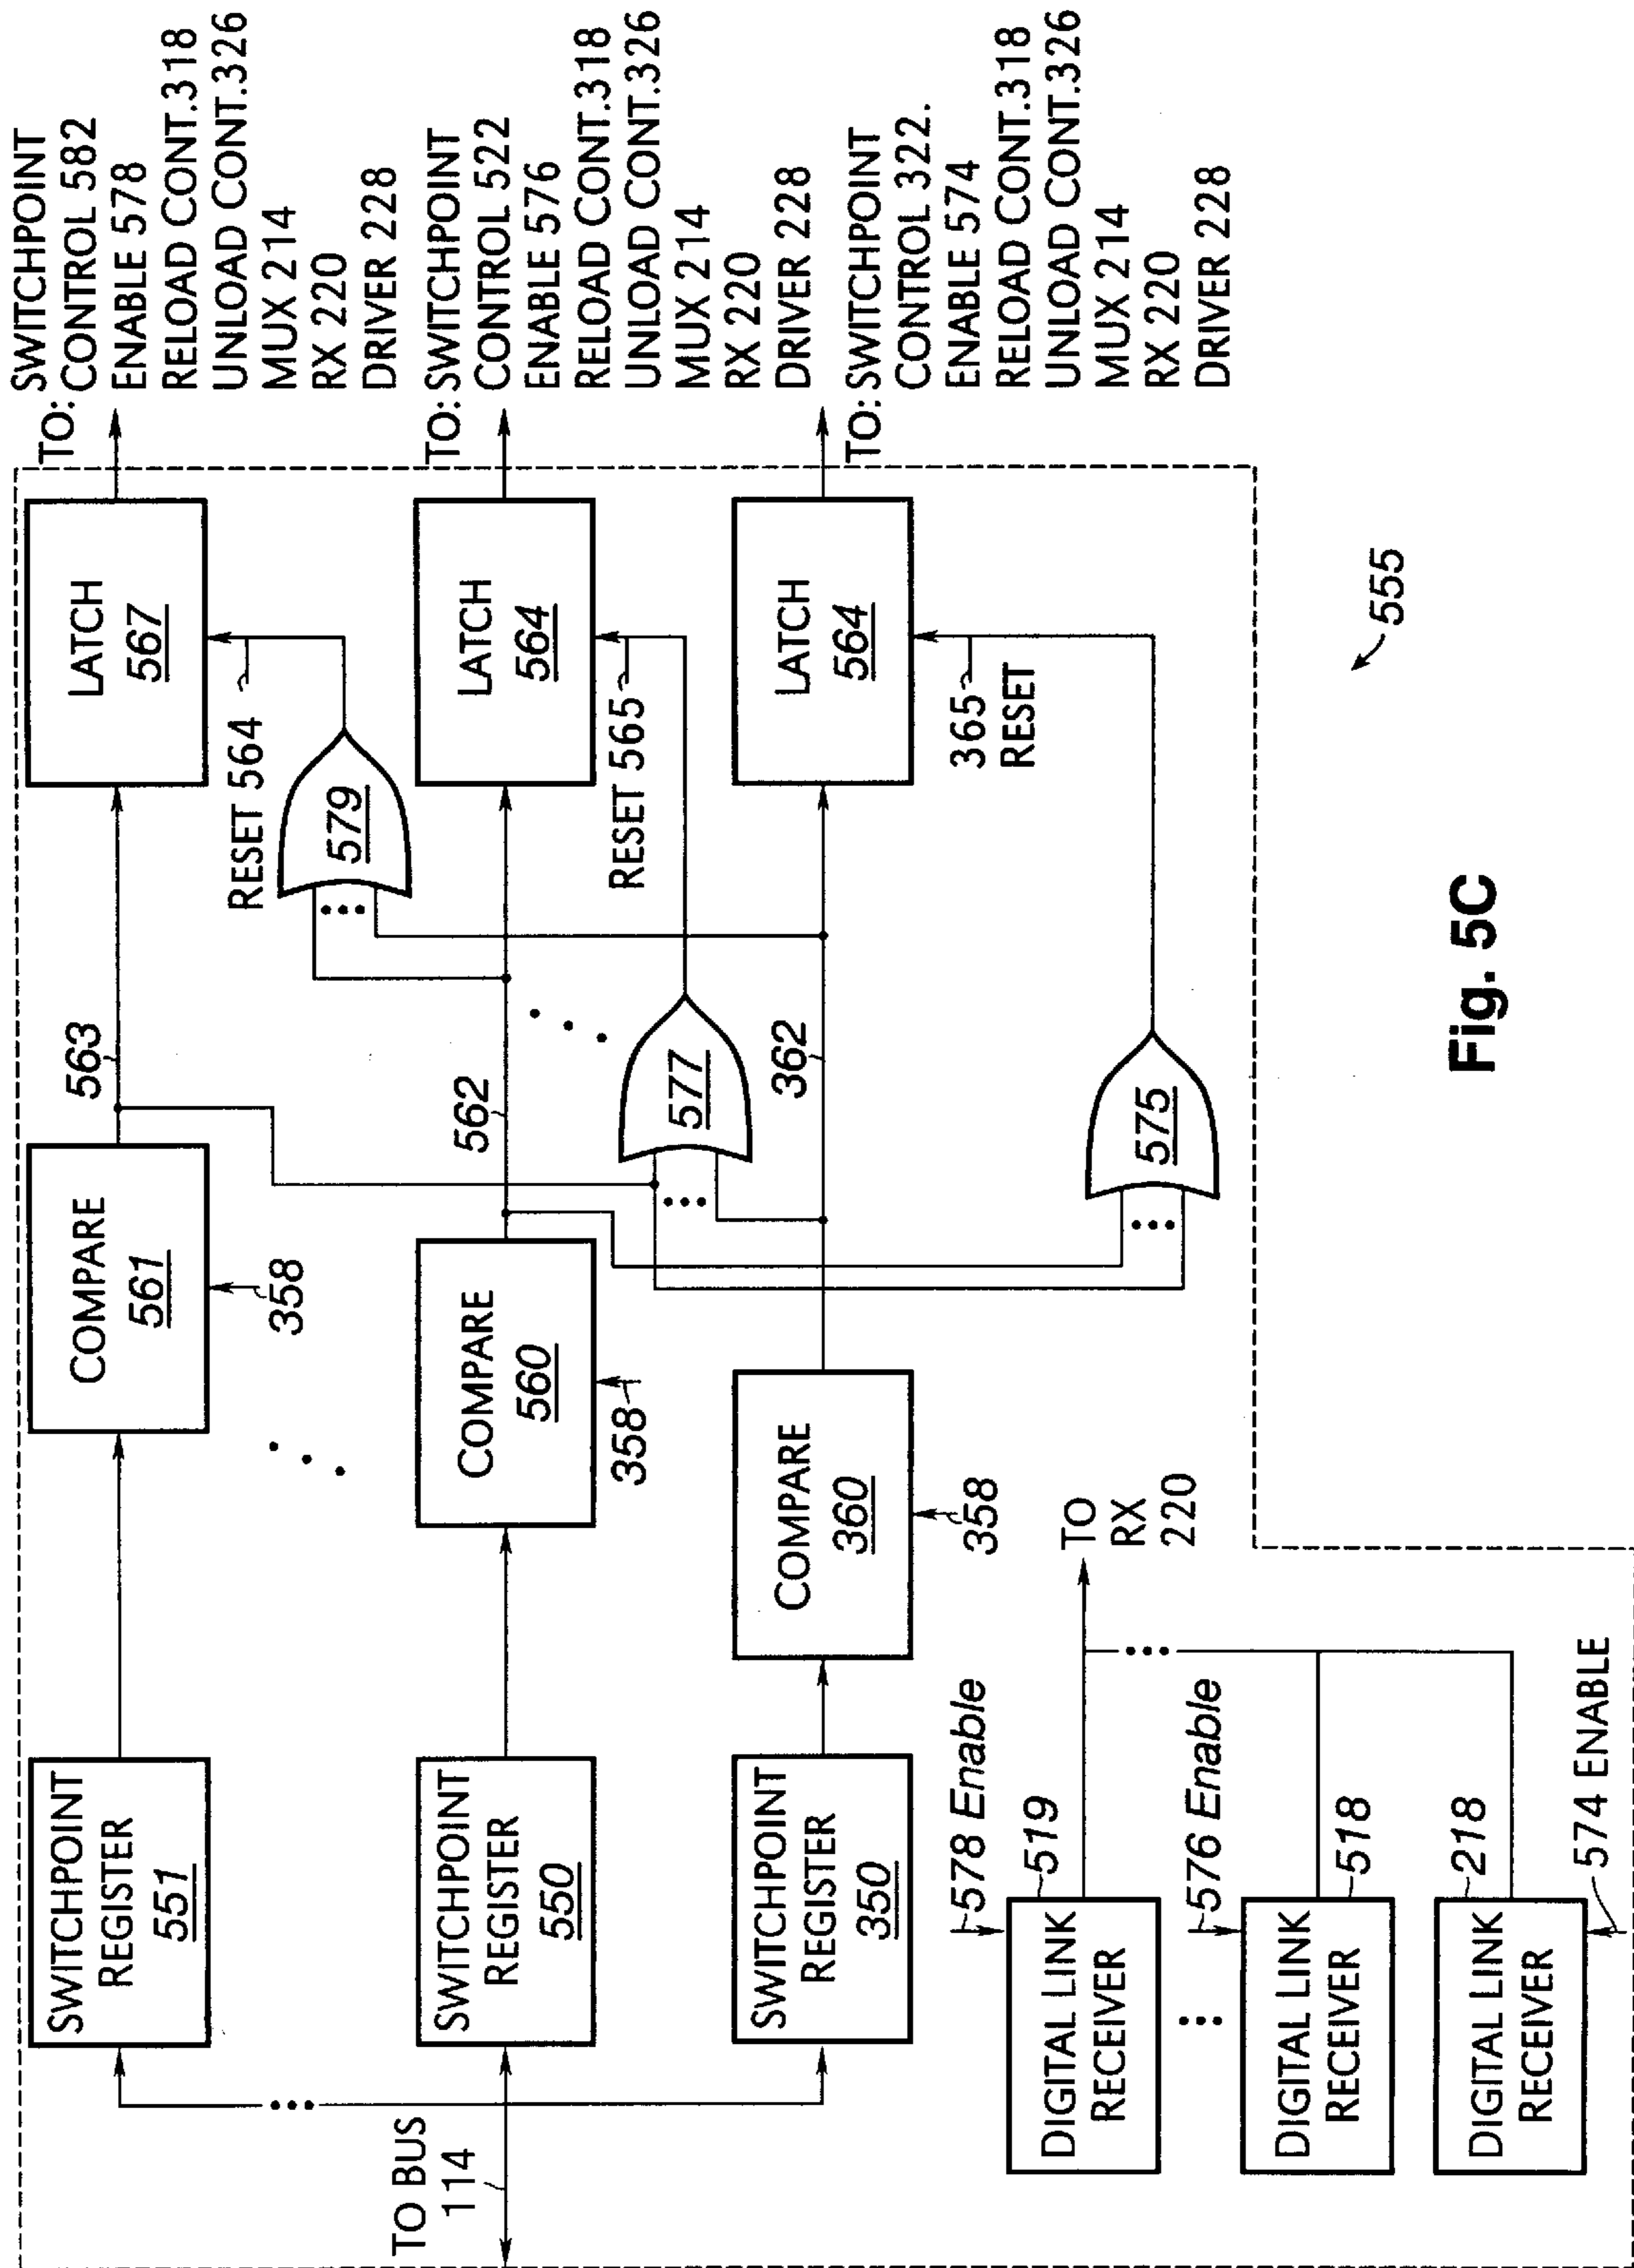 TO BUS
114
SWITCHPOINT
REGISTER
551
SWITCHPOINT
REGISTER
550
SWITCHPOINT
REGISTER
350
COMPARE
561
358
COMPARE
560
358
COMPARE
360
358
563
562
362
579
577
575
RESET 564
RESET 565
365
RESET
LATCH
567
LATCH
564
LATCH
564
TO: SWITCHPOINT
CONTROL 582
ENABLE 578
RELOAD CONT.318
UNLOAD CONT.326
MUX 214
RX 220
DRIVER 228
TO: SWITCHPOINT
CONTROL 522
ENABLE 576
RELOAD CONT.318
UNLOAD CONT.326
MUX 214
RX 220
DRIVER 228
TO: SWITCHPOINT
CONTROL 322.
ENABLE 574
RELOAD CONT.318
UNLOAD CONT.326
MUX 214
RX 220
DRIVER 228
578 Enable
DIGITAL LINK
RECEIVER
519
576 Enable
DIGITAL LINK
RECEIVER
518
DIGITAL LINK
RECEIVER
218
574 ENABLE
TO
RX
220
555
Fig. 5C